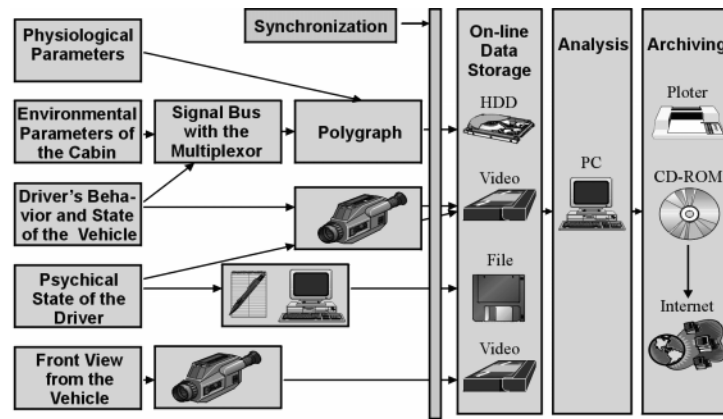 Physiological
Parameters
Synchronization
Environmental
Parameters of
the Cabin
Signal Bus
with the
Multiplexor
Polygraph
Driver's Beha-
vior and State
of the Vehicle
Psychical
State of the
Driver
Front View
from the
Vehicle
On-line
Data
Storage
HDD
Video
File
Video
Analysis
PC
Archiving
Ploter
CD-ROM
Internet